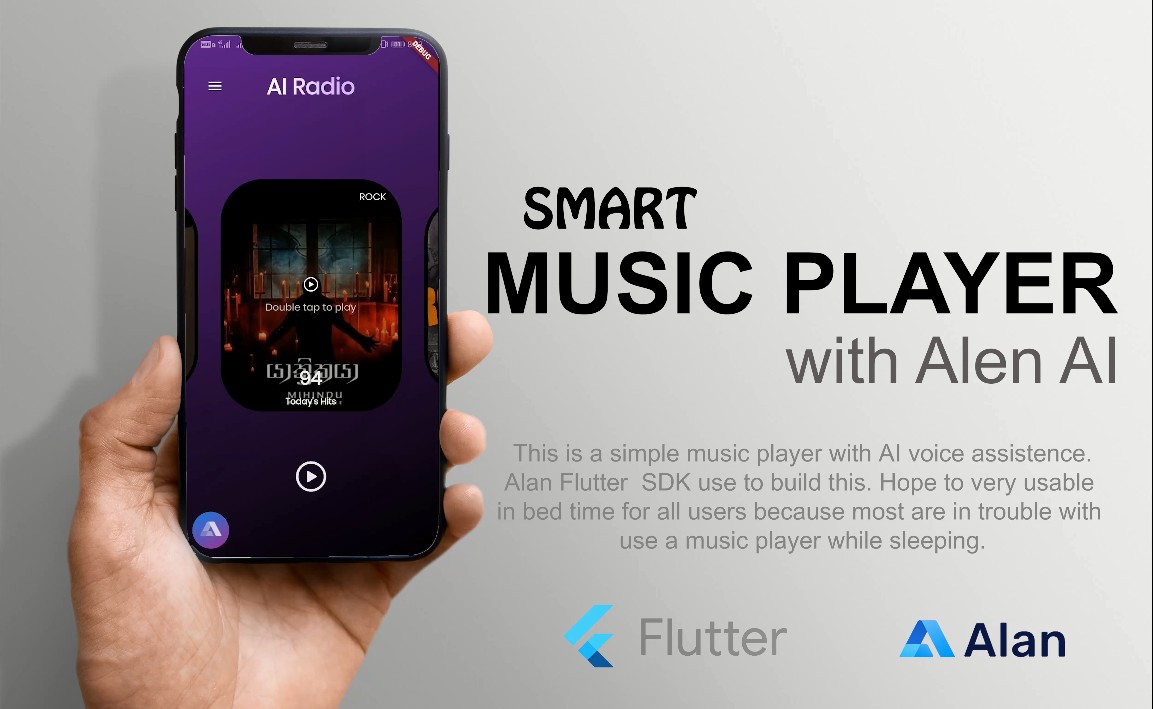 DEBUG
AI Radio
ROCK
Double tap to play
94
MIHINDU
Today's Hits
SMART
MUSIC PLAYER
with Alen AI
This is a simple music player with AI voice assistence.
Alan Flutter SDK use to build this. Hope to very usable
in bed time for all users because most are in trouble with
use a music player while sleeping.
Flutter
Alan